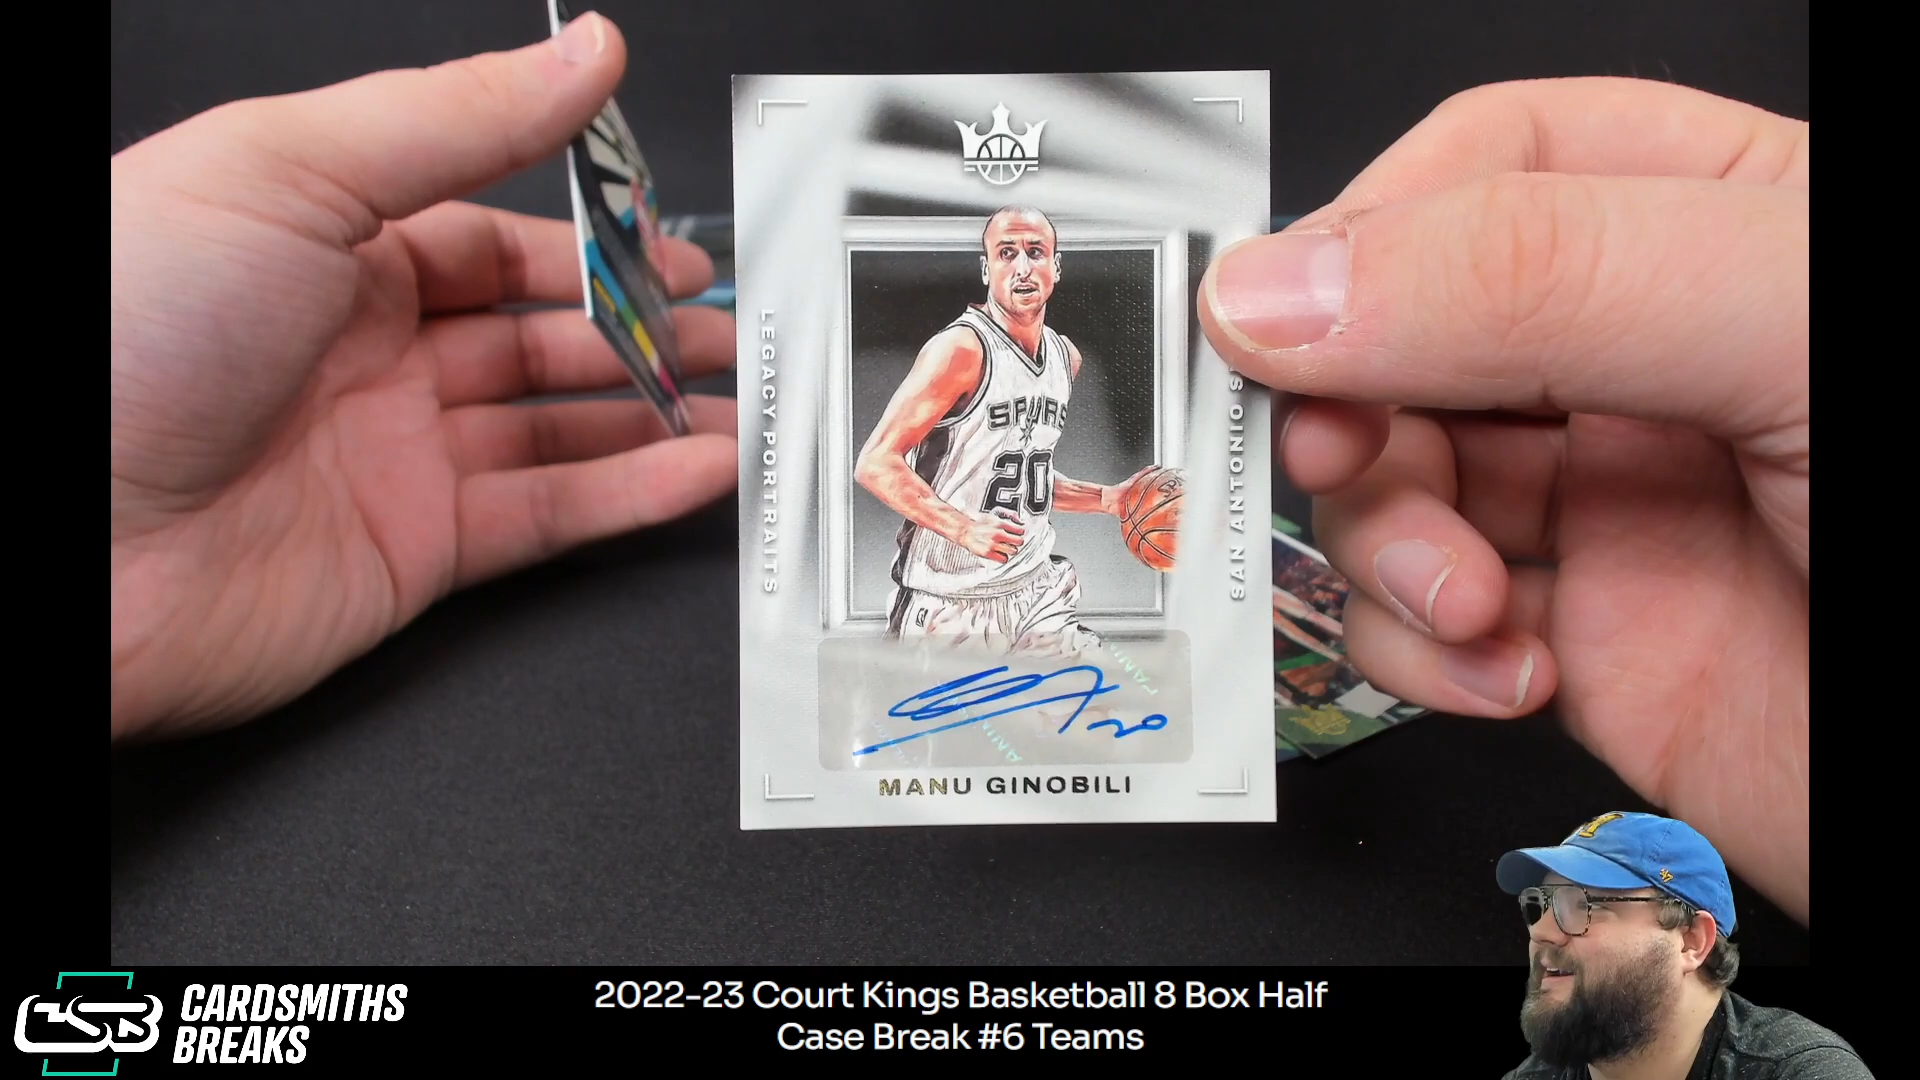 LEGACY PORTRAITS
SAN ANTONIO S
SPURS
20
MANU GINOBILI
CARDSMITHS
BREAKS
2022-23 Court Kings Basketball 8 Box Half
Case Break #6 Teams